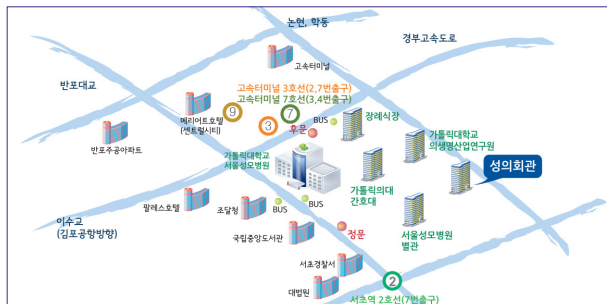 논현, 학동
경부고속도로
고속터미널
반포대교
고속터미널 3호선(2,7번출구)
고속터미널 7호선(3,4번출구)
9
7
3
메리어트호텔
(센트럴시티)
BUS
후문
장례식장
반포주공아파트
가톨릭대학교
의생명산업연구원
가톨릭대학교
서울성모병원
성의회관
가톨릭의대
간호대
팔레스호텔
조달청
BUS
BUS
이수교
(김포공항방향)
국립중앙도서관
정문
서울성모병원
별관
서초경찰서
2
대법원
서초역 2호선(7번출구)